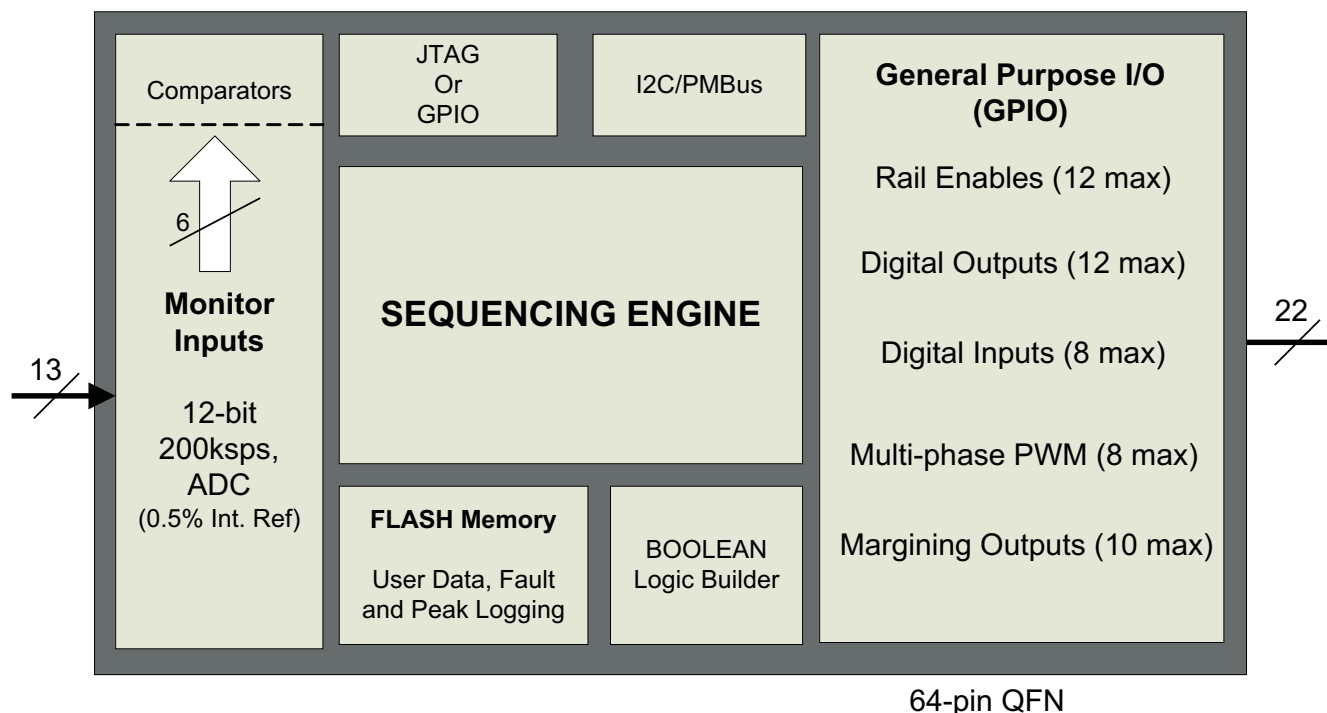 Comparators
6
Monitor
Inputs
12-bit
200ksps,
ADC
(0.5% Int. Ref)
13
JTAG
Or
GPIO
I2C/PMBus
SEQUENCING ENGINE
FLASH Memory
User Data, Fault
and Peak Logging
BOOLEAN
Logic Builder
General Purpose I/O
(GPIO)
Rail Enables (12 max)
Digital Outputs (12 max)
Digital Inputs (8 max)
Multi-phase PWM (8 max)
Margining Outputs (10 max)
22
64-pin QFN